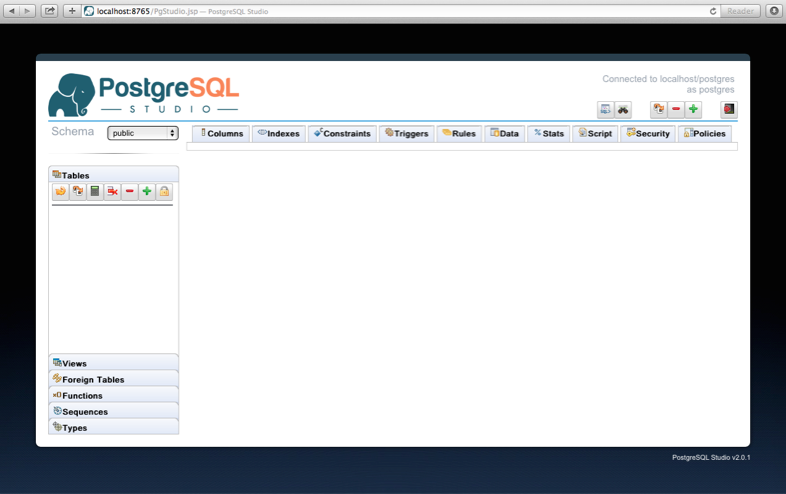 localhost:8765/PgStudio.jsp — PostgreSQL Studio
Reader
PostgreSQL
STUDIO
Connected to localhost/postgres
as postgres
Schema public
Columns Indexes Constraints Triggers Rules Data Stats Script Security Policies
Tables
Views
Foreign Tables
Functions
Sequences
Types
PostgreSQL Studio v2.0.1